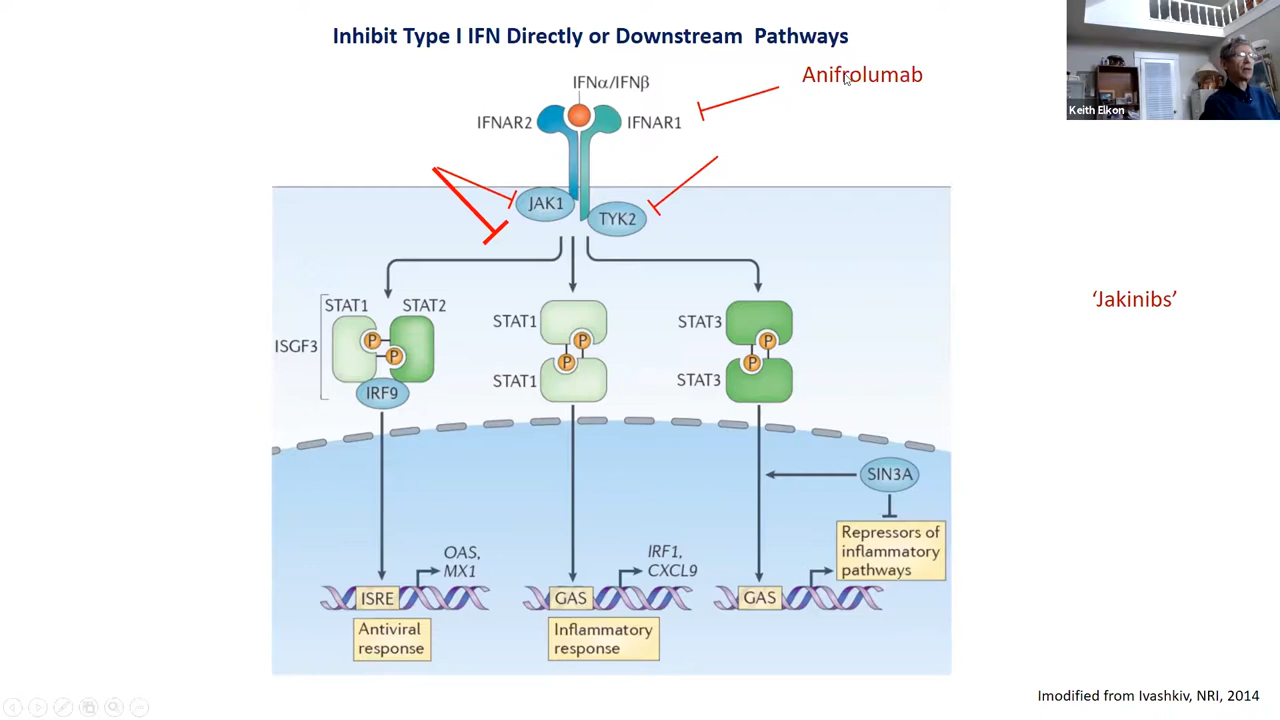 Inhibit Type I IFN Directly or Downstream Pathways
Anifrolumab
Keith Elkon
IFNα/IFNβ
IFNAR2
IFNAR1
JAK1
TYK2
‘Jakinibs’
STAT1
STAT2
ISGF3
P
P
IRF9
STAT1
P
P
STAT1
STAT3
P
P
STAT3
SIN3A
Repressors of
inflammatory
pathways
OAS,
MX1
ISRE
Antiviral
response
IRF1,
CXCL9
GAS
Inflammatory
response
GAS
Imodified from Ivashkiv, NRI, 2014